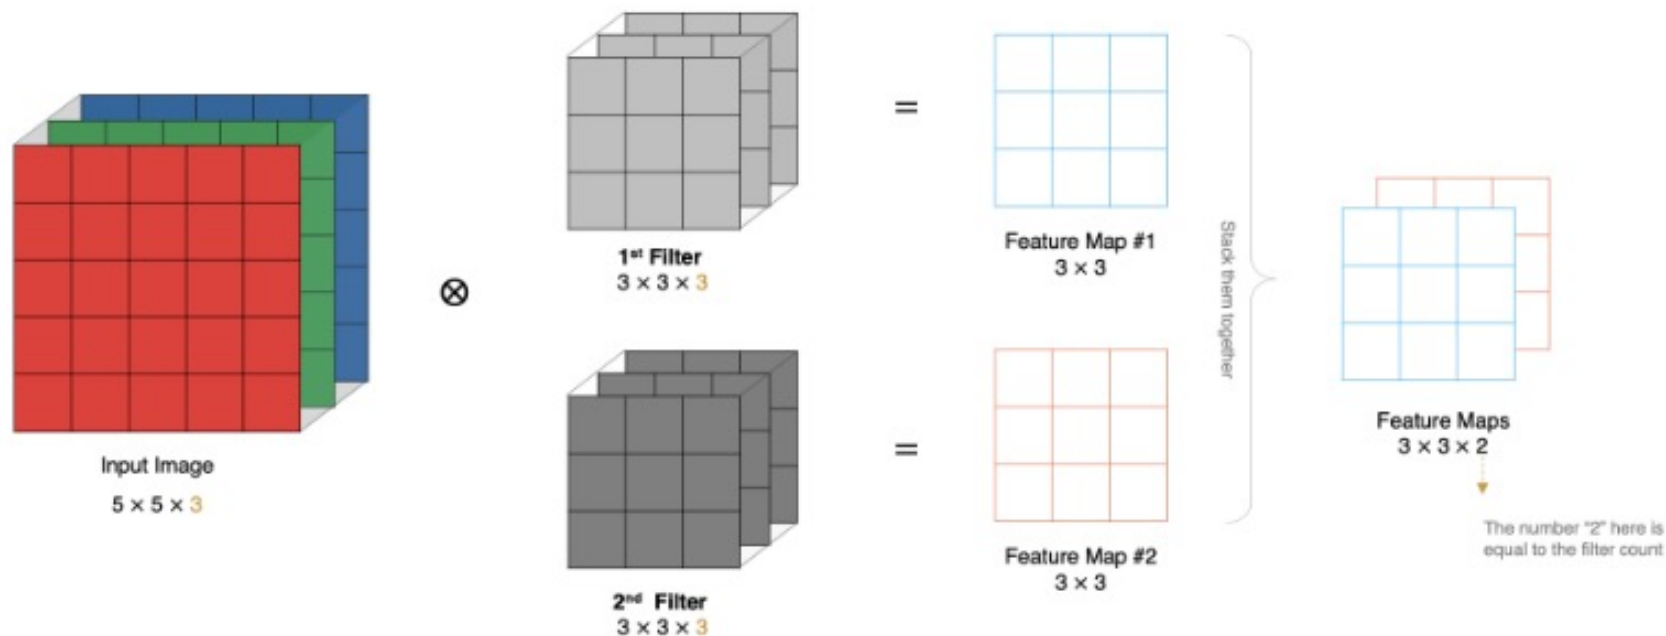 Input Image
5 × 5 × 3
⊗
1st Filter
3 × 3 × 3
2nd Filter
3 × 3 × 3
=
Feature Map #1
3 × 3
=
Feature Map #2
3 × 3
Stack them together
Feature Maps
3 × 3 × 2
The number "2" here is
equal to the filter count